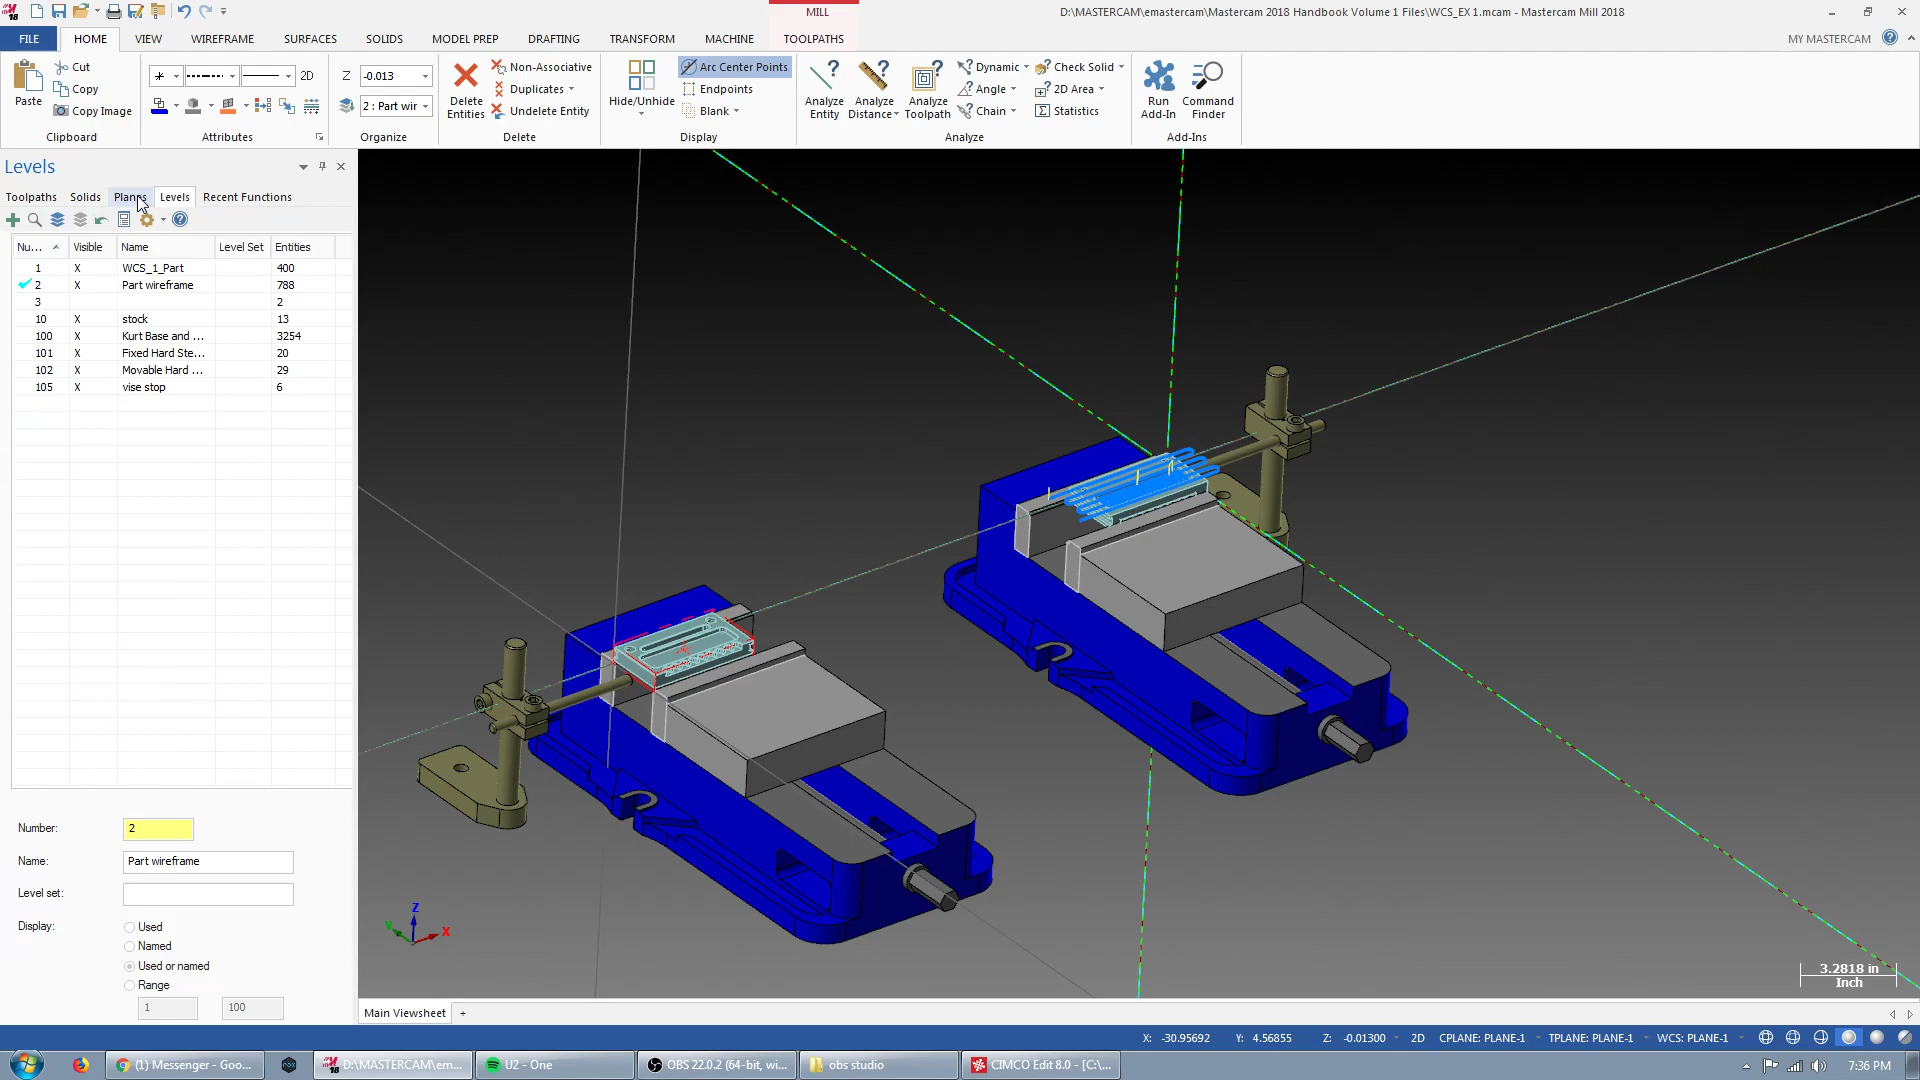 MILL
D:\MASTERCAM\emastercam\Mastercam 2018 Handbook Volume 1 Files\WCS_EX 1.mcam - Mastercam Mill 2018
FILE HOME VIEW WIREFRAME SURFACES SOLIDS MODEL PREP DRAFTING TRANSFORM MACHINE TOOLPATHS MY MASTERCAM
Paste
Cut
Copy
Copy Image
Clipboard
2D
Attributes
Z -0.013
2 : Part wir
Organize
Delete Entities
Non-Associative
Duplicates
Undelete Entity
Delete
Hide/Unhide
Arc Center Points
Endpoints
Blank
Display
Analyze Entity
Analyze Distance
Analyze Toolpath
Dynamic
Angle
Chain
Check Solid
2D Area
Statistics
Analyze
Run Add-In
Command Finder
Add-Ins
Levels
Toolpaths Solids Planes Levels Recent Functions
Nu... Visible Name Level Set Entities
1 X WCS_1_Part 400
2 X Part wireframe 788
3 2
10 X stock 13
100 X Kurt Base and ... 3254
101 X Fixed Hard Ste... 20
102 X Movable Hard ... 29
105 X vise stop 6
Number: 2
Name: Part wireframe
Level set:
Display: Used
Named
Used or named
Range
1 100
Z
Y
X
3.2818 in
Inch
Main Viewsheet +
X: -30.95692 Y: 4.56855 Z: -0.01300 2D CPLANE: PLANE-1 TPLANE: PLANE-1 WCS: PLANE-1
(1) Messenger - Goo...
D:\MASTERCAM\em...
U2 - One
OBS 22.0.2 (64-bit, wi...
obs studio
CIMCO Edit 8.0 - [C:\...
7:36 PM